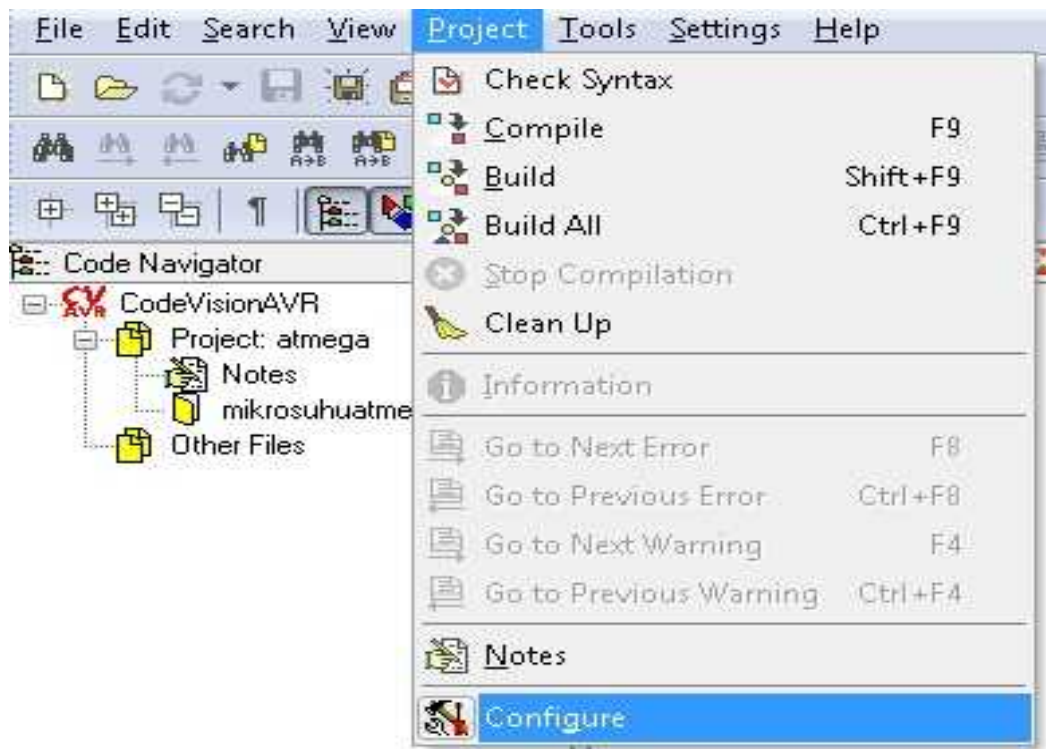 File Edit Search View Project Tools Settings Help
Check Syntax
Compile F9
Build Shift+F9
Build All Ctrl+F9
Stop Compilation
Clean Up
Information
Go to Next Error F8
Go to Previous Error Ctrl+F8
Go to Next Warning F4
Go to Previous Warning Ctrl+F4
Notes
Configure
Code Navigator
CodeVisionAVR
Project: atmega
Notes
mikrosuhuatme
Other Files